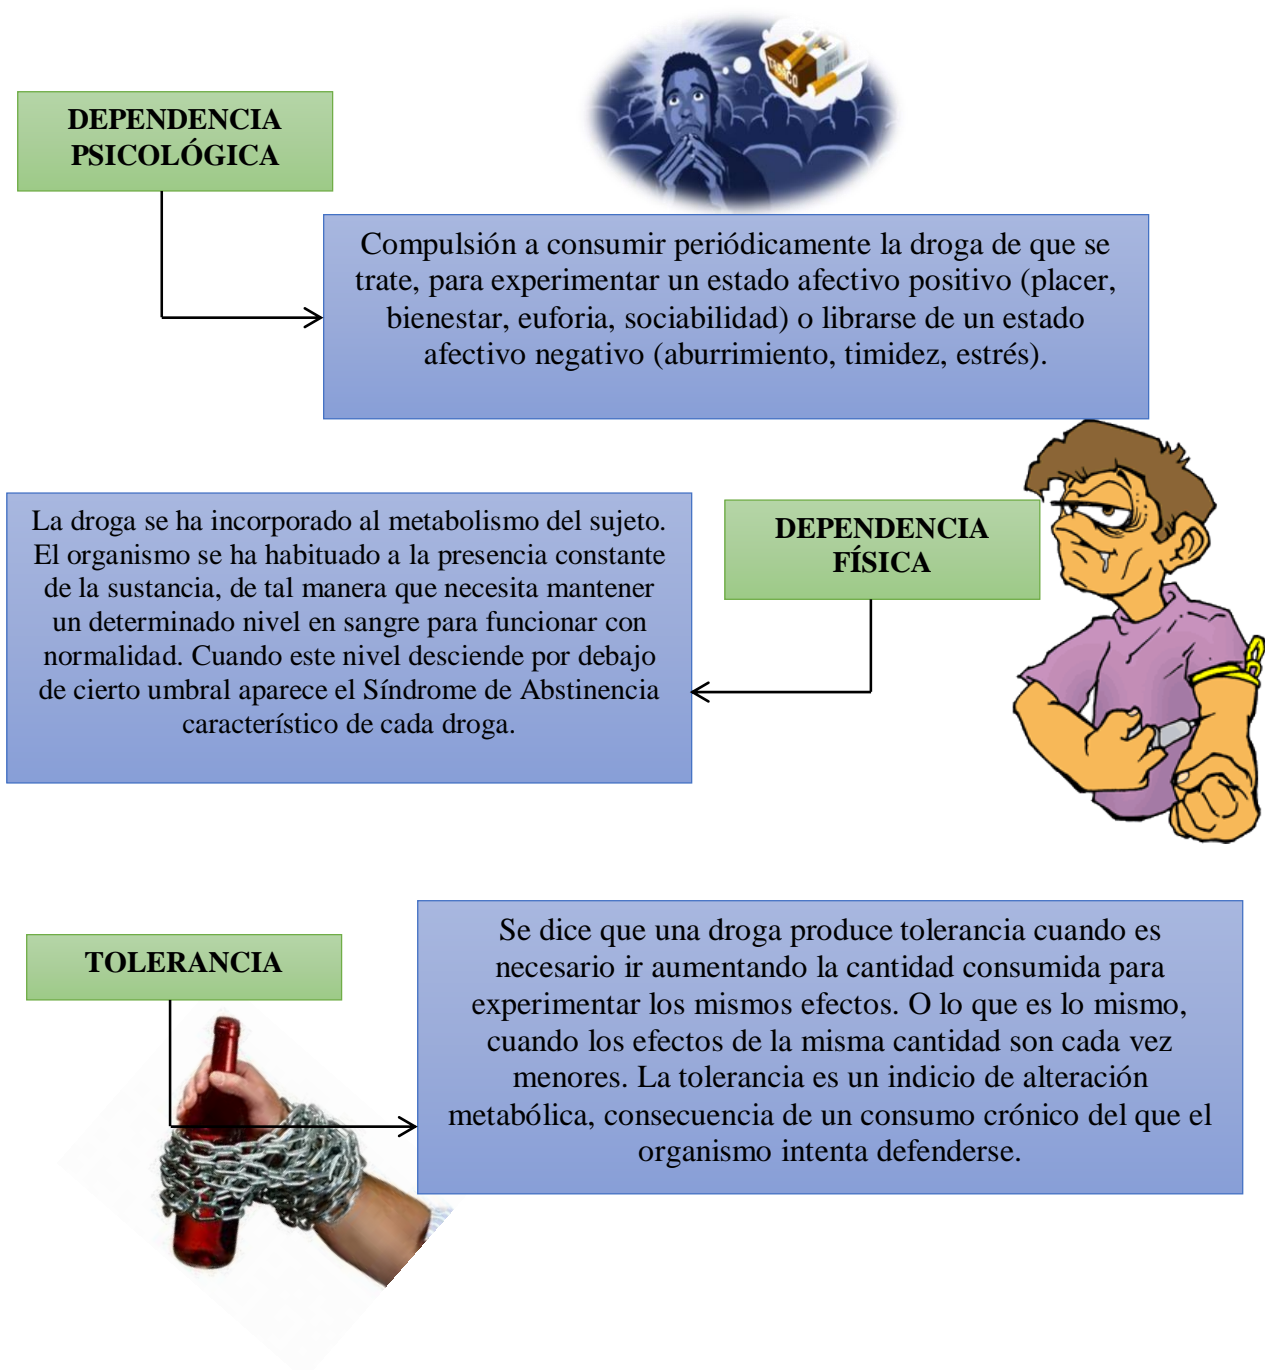 TABACO
DEPENDENCIA
PSICOLÓGICA
Compulsión a consumir periódicamente la droga de que se
trate, para experimentar un estado afectivo positivo (placer,
bienestar, euforia, sociabilidad) o librarse de un estado
afectivo negativo (aburrimiento, timidez, estrés).
DEPENDENCIA
FÍSICA
La droga se ha incorporado al metabolismo del sujeto.
El organismo se ha habituado a la presencia constante
de la sustancia, de tal manera que necesita mantener
un determinado nivel en sangre para funcionar con
normalidad. Cuando este nivel desciende por debajo
de cierto umbral aparece el Síndrome de Abstinencia
característico de cada droga.
TOLERANCIA
Se dice que una droga produce tolerancia cuando es
necesario ir aumentando la cantidad consumida para
experimentar los mismos efectos. O lo que es lo mismo,
cuando los efectos de la misma cantidad son cada vez
menores. La tolerancia es un indicio de alteración
metabólica, consecuencia de un consumo crónico del que el
organismo intenta defenderse.